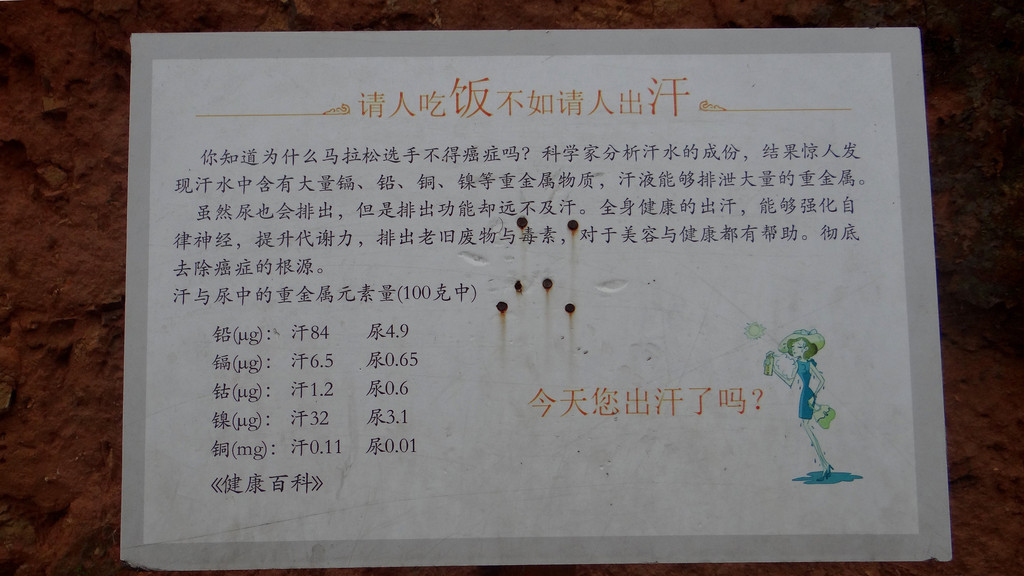 请人吃饭不如请人出汗
你知道为什么马拉松选手不得癌症吗？科学家分析汗水的成份，结果惊人发
现汗水中含有大量镉、铅、铜、镍等重金属物质，汗液能够排泄大量的重金属。
虽然尿也会排出，但是排出功能却远不及汗。全身健康的出汗，能够强化自
律神经，提升代谢力，排出老旧废物与毒素，对于美容与健康都有帮助。彻底
去除癌症的根源。
汗与尿中的重金属元素量(100克中)
铅(μg)： 汗84 尿4.9
镉(μg)： 汗6.5 尿0.65
钴(μg)： 汗1.2 尿0.6
镍(μg)： 汗32 尿3.1
铜(mg)： 汗0.11 尿0.01
今天您出汗了吗？
《健康百科》